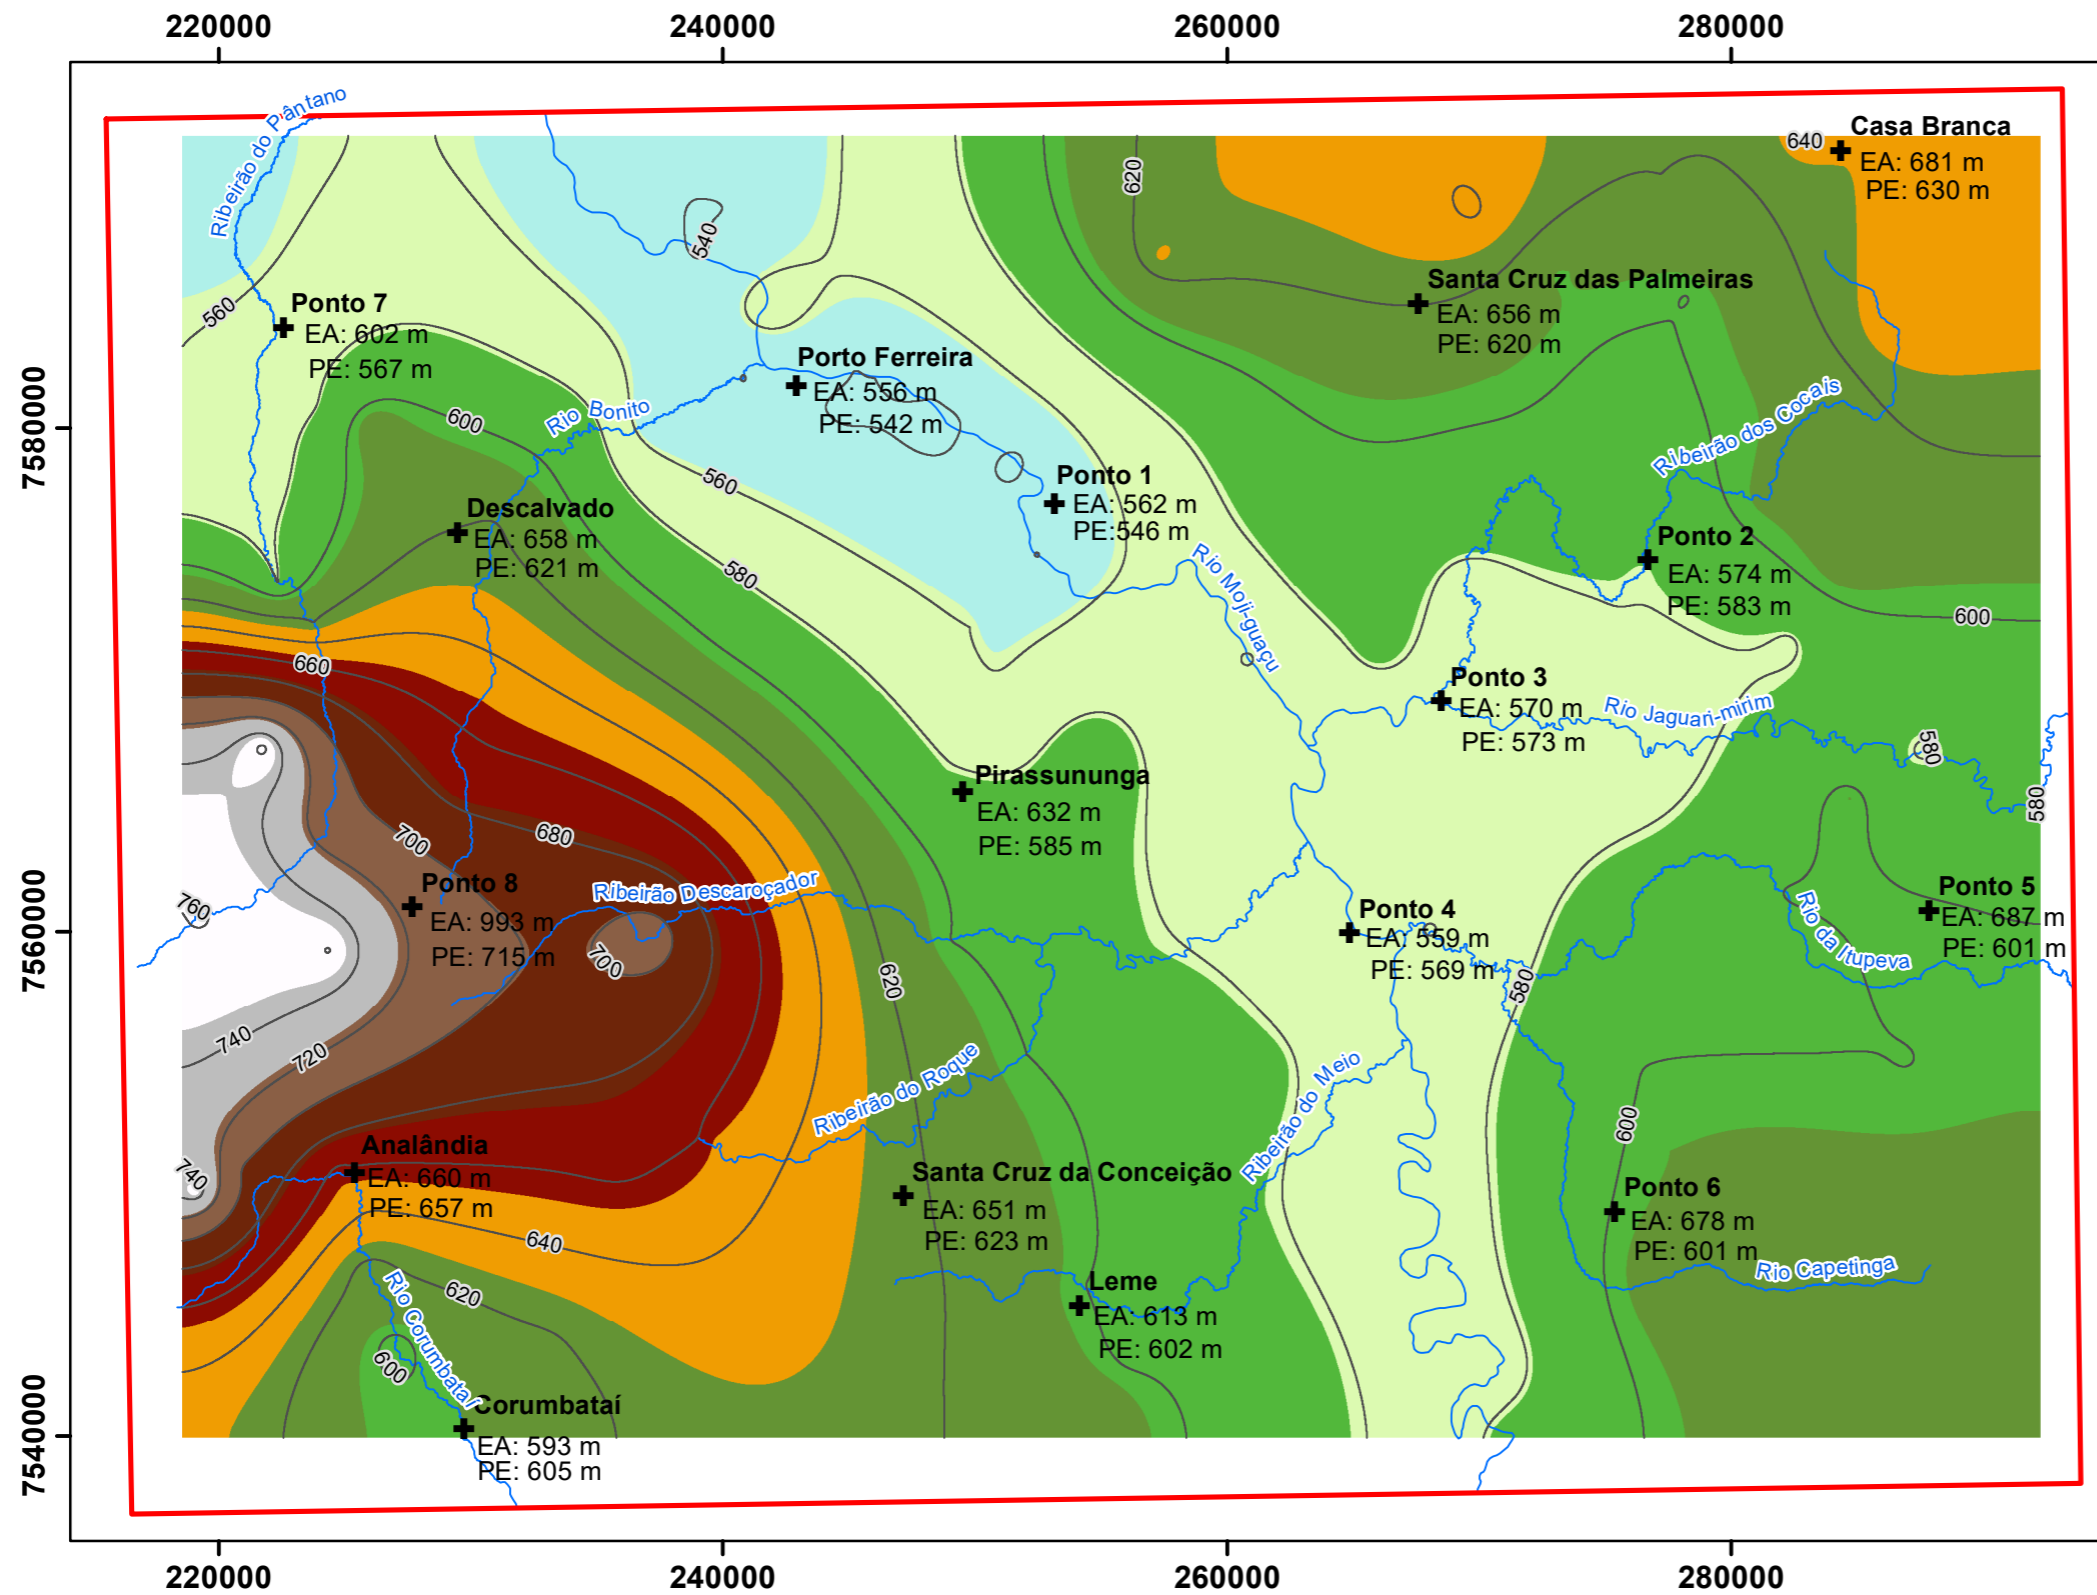 220000
240000
260000
280000
Ribeirão do Pântano
Casa Branca
640
EA: 681 m
PE: 630 m
620
540
560
Ponto 7
EA: 602 m
PE: 567 m
Santa Cruz das Palmeiras
EA: 656 m
PE: 620 m
Porto Ferreira
EA: 556 m
PE: 542 m
7580000
600
Rio Bonito
Ribeirão dos Cocais
560
Ponto 1
EA: 562 m
PE:546 m
Descalvado
EA: 658 m
PE: 621 m
580
Rio Moji-guaçu
Ponto 2
EA: 574 m
PE: 583 m
600
660
Ponto 3
EA: 570 m
PE: 573 m
Rio Jaguari-mirim
580
580
Pirassununga
EA: 632 m
PE: 585 m
700
680
Ponto 8
EA: 993 m
PE: 715 m
Ribeirão Descaroçador
700
760
7560000
Ponto 4
EA: 559 m
PE: 569 m
Ponto 5
EA: 687 m
PE: 601 m
Rio da Itupeva
620
580
740
720
Ribeirão do Roque
Ribeirão do Meio
600
740
Analândia
EA: 660 m
PE: 657 m
Santa Cruz da Conceição
EA: 651 m
PE: 623 m
Ponto 6
EA: 678 m
PE: 601 m
640
Rio Capetinga
620
Rio Corumbataí
Leme
EA: 613 m
PE: 602 m
600
Corumbataí
EA: 593 m
PE: 605 m
7540000
220000
240000
260000
280000